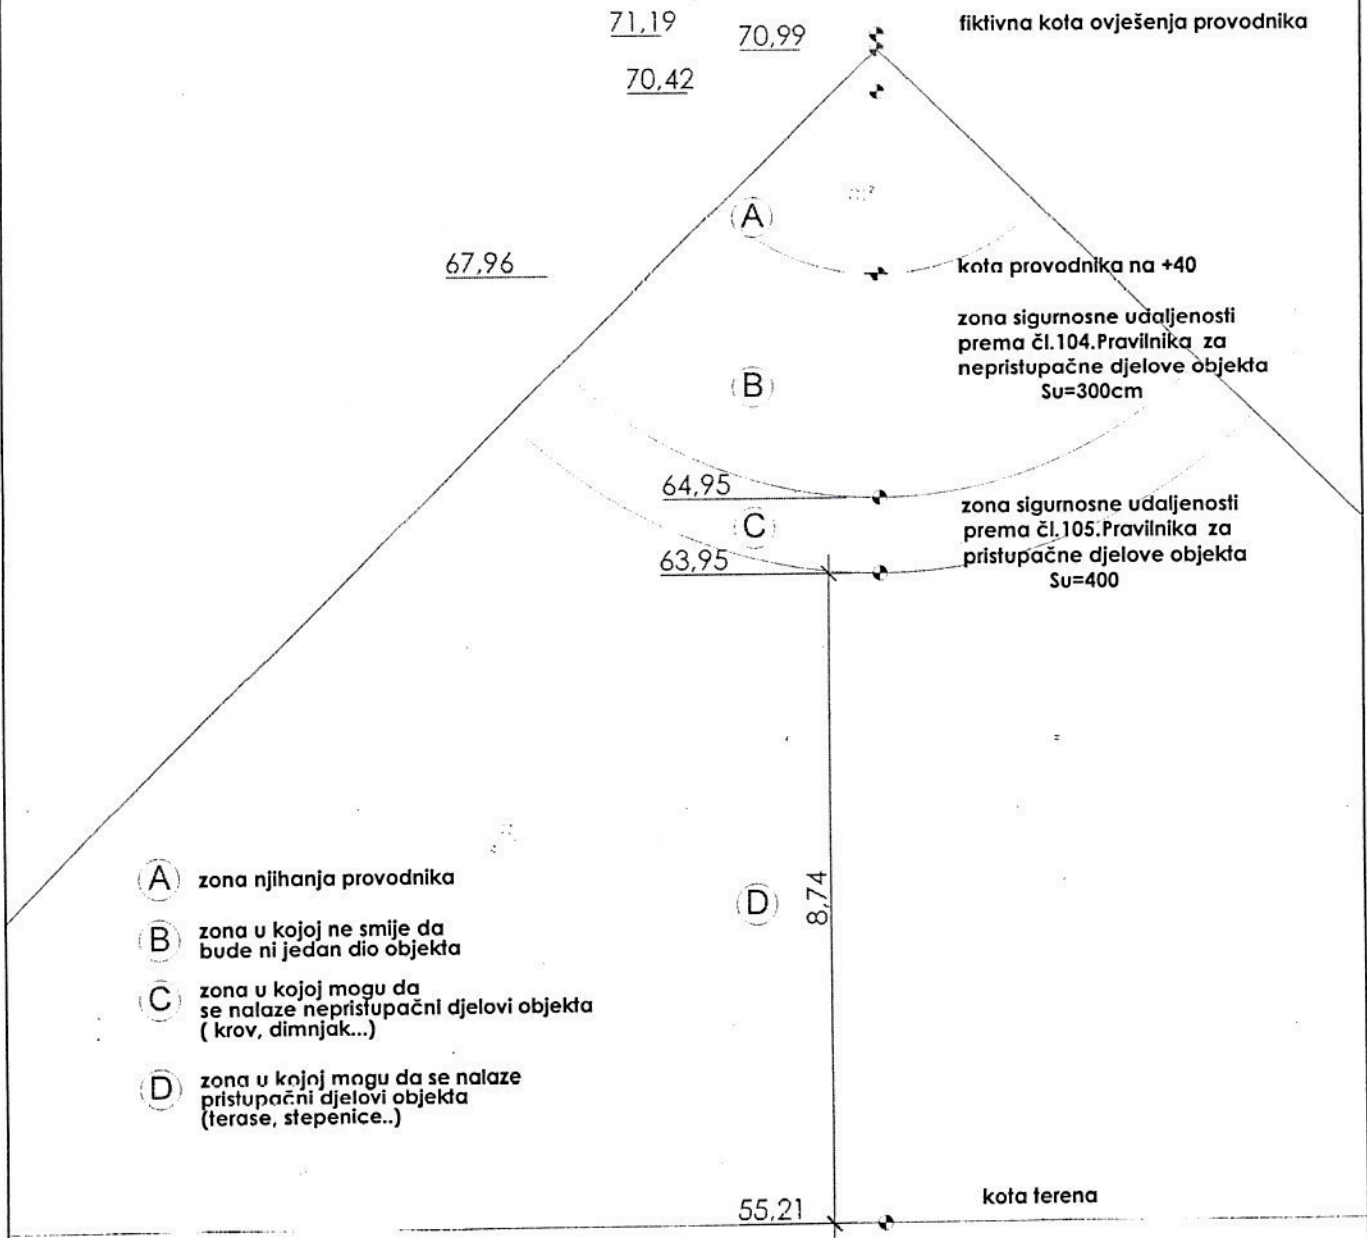 71,19
70,99
fiktivna kota ovješenja provodnika
70,42
A
67,96
kota provodnika na +40
zona sigurnosne udaljenosti
prema čl.104.Pravilnika za
nepristupačne djelove objekta
Su=300cm
B
64,95
zona sigurnosne udaljenosti
prema čl.105.Pravilnika za
pristupačne djelove objekta
Su=400
C
63,95
A zona njihanja provodnika
B zona u kojoj ne smije da
bude ni jedan dio objekta
C zona u kojoj mogu da
se nalaze nepristupačni djelovi objekta
( krov, dimnjak...)
D zona u kojoj mogu da se nalaze
pristupačni djelovi objekta
(terase, stepenice..)
D
8,74
55,21
kota terena